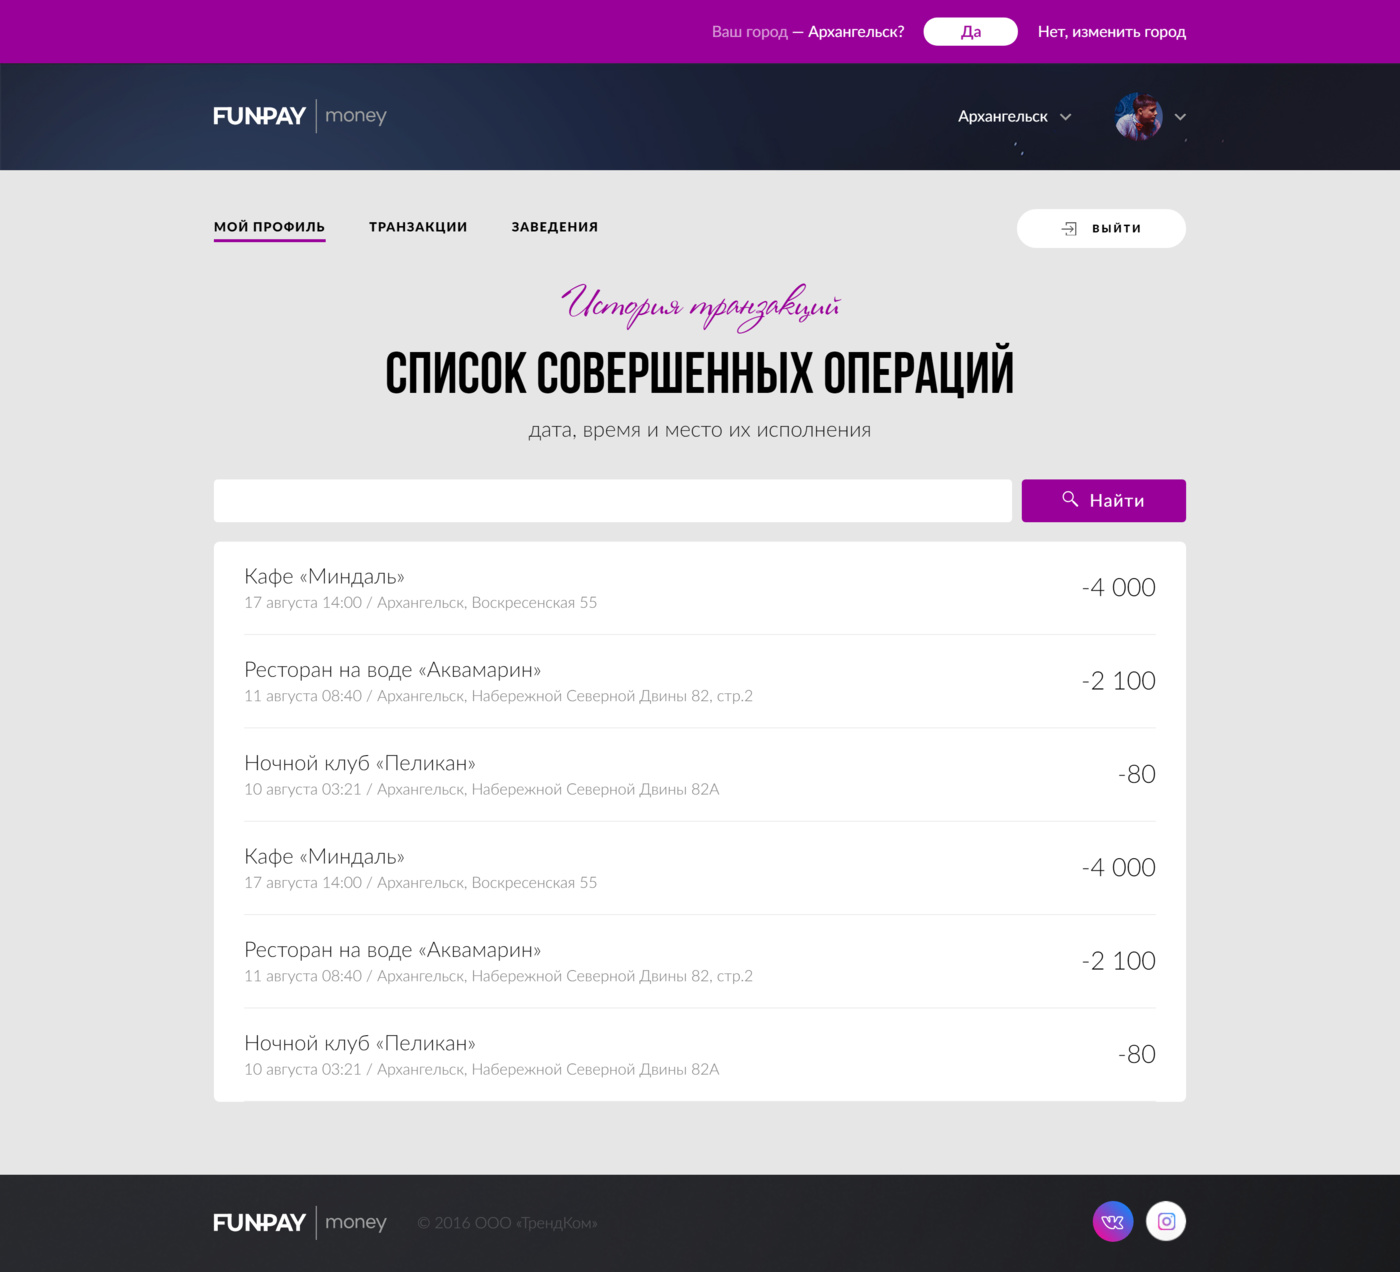 Ваш город — Архангельск? Да Нет, изменить город
FUNPAY money Архангельск
МОЙ ПРОФИЛЬ ТРАНЗАКЦИИ ЗАВЕДЕНИЯ ВЫЙТИ
История транзакций
СПИСОК СОВЕРШЕННЫХ ОПЕРАЦИЙ
дата, время и место их исполнения
Найти
Кафе «Миндаль»
17 августа 14:00 / Архангельск, Воскресенская 55
-4 000
Ресторан на воде «Аквамарин»
11 августа 08:40 / Архангельск, Набережной Северной Двины 82, стр.2
-2 100
Ночной клуб «Пеликан»
10 августа 03:21 / Архангельск, Набережной Северной Двины 82А
-80
Кафе «Миндаль»
17 августа 14:00 / Архангельск, Воскресенская 55
-4 000
Ресторан на воде «Аквамарин»
11 августа 08:40 / Архангельск, Набережной Северной Двины 82, стр.2
-2 100
Ночной клуб «Пеликан»
10 августа 03:21 / Архангельск, Набережной Северной Двины 82А
-80
FUNPAY money © 2016 ООО «ТрендКом»